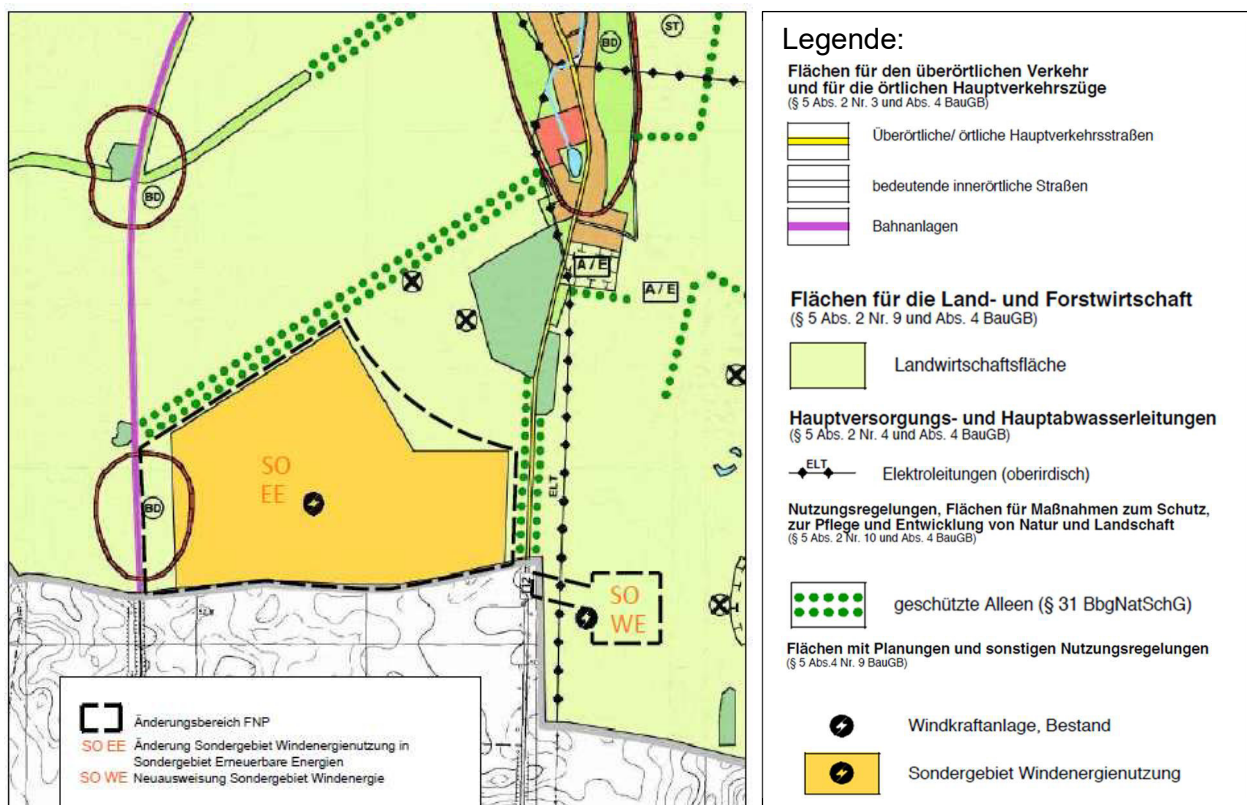 BD
ST
BD
A / E
A / E
SO
EE
BD
ELT
SO
WE
Änderungsbereich FNP
SO EE Änderung Sondergebiet Windenergienutzung in
Sondergebiet Erneuerbare Energien
SO WE Neuausweisung Sondergebiet Windenergie
Legende:
Flächen für den überörtlichen Verkehr
und für die örtlichen Hauptverkehrszüge
(§ 5 Abs. 2 Nr. 3 und Abs. 4 BauGB)
Überörtliche/ örtliche Hauptverkehrsstraßen
bedeutende innerörtliche Straßen
Bahnanlagen
Flächen für die Land- und Forstwirtschaft
(§ 5 Abs. 2 Nr. 9 und Abs. 4 BauGB)
Landwirtschaftsfläche
Hauptversorgungs- und Hauptabwasserleitungen
(§ 5 Abs. 2 Nr. 4 und Abs. 4 BauGB)
ELT
Elektroleitungen (oberirdisch)
Nutzungsregelungen, Flächen für Maßnahmen zum Schutz,
zur Pflege und Entwicklung von Natur und Landschaft
(§ 5 Abs. 2 Nr. 10 und Abs. 4 BauGB)
geschützte Alleen (§ 31 BbgNatSchG)
Flächen mit Planungen und sonstigen Nutzungsregelungen
(§ 5 Abs.4 Nr. 9 BauGB)
Windkraftanlage, Bestand
Sondergebiet Windenergienutzung